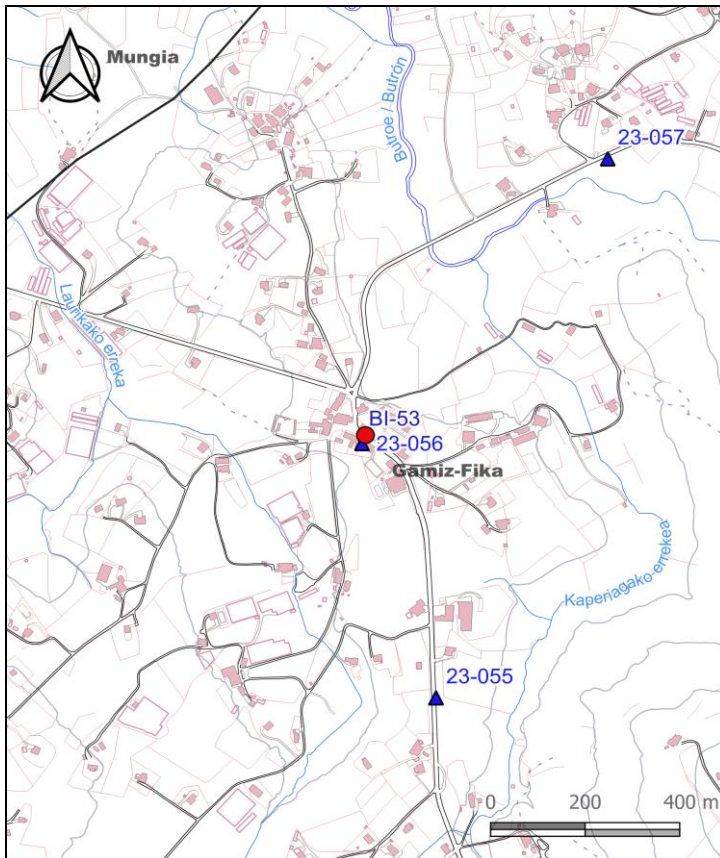 Mungia
Butroe / Butrón
23-057
Laurikako erreka
BI-53
23-056
Gamiz-Fika
Kaperiagako errekea
23-055
0 200 400 m